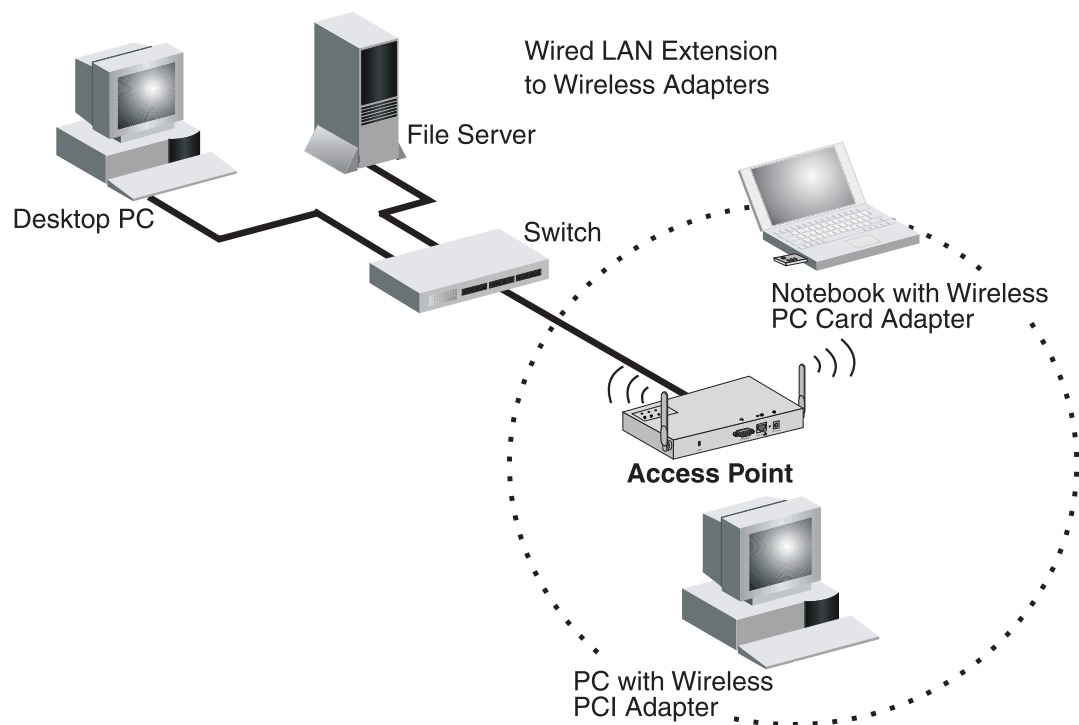 Wired LAN Extension
to Wireless Adapters
File Server
Desktop PC
Switch
Notebook with Wireless
PC Card Adapter
Access Point
PC with Wireless
PCI Adapter